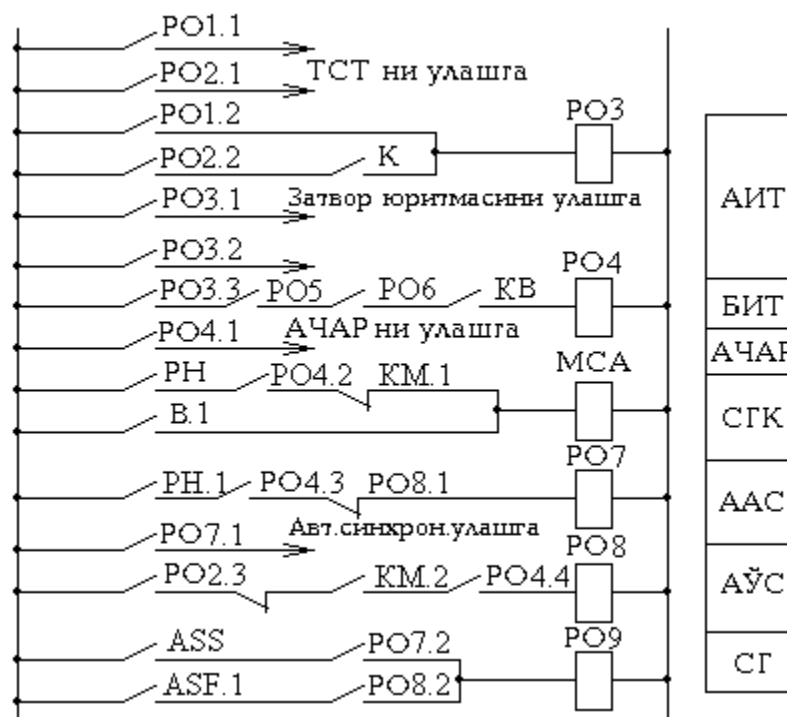 РО1.1
РО2.1 ТСТ ни улашга
РО1.2 РО3
РО2.2 К
РО3.1 Затвор юритмасини улашга
АИТ
РО3.2 РО4
РО3.3 РО5 РО6 КВ
БИТ
РО4.1 АЧАР ни улашга
АЧАР
РН РО4.2 КМ.1 МСА
В.1
СГК
РО7
РН.1 РО4.3 РО8.1
ААС
РО7.1 Авт.синхрон.улашга РО8
РО2.3 КМ.2 РО4.4
АЎС
ASS РО7.2 РО9
СГ
ASF.1 РО8.2